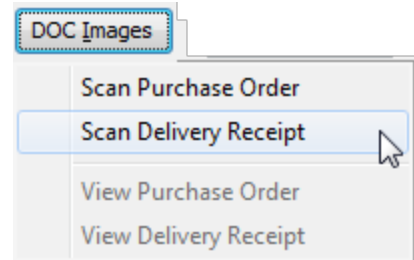 DOC Images
Scan Purchase Order
Scan Delivery Receipt
View Purchase Order
View Delivery Receipt